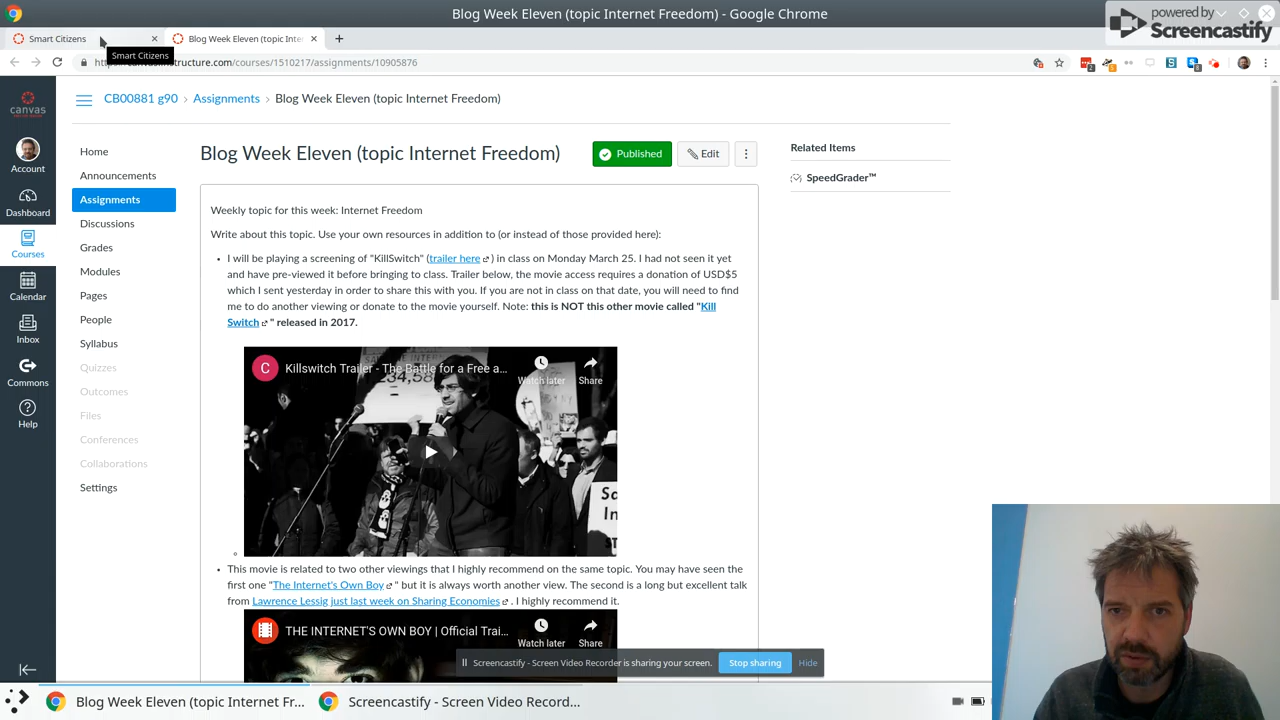 Blog Week Eleven (topic Internet Freedom) - Google Chrome
powered by
Screencastify
Smart Citizens
Blog Week Eleven (topic Inte
Smart Citizens
structure.com/courses/1510217/assignments/10905876
CB00881 g90 › Assignments › Blog Week Eleven (topic Internet Freedom)
canvas
Account
Dashboard
Courses
Calendar
Inbox
Commons
Help
Home
Announcements
Assignments
Discussions
Grades
Modules
Pages
People
Syllabus
Quizzes
Outcomes
Files
Conferences
Collaborations
Settings
Blog Week Eleven (topic Internet Freedom)
Published
Edit
Related Items
SpeedGrader™
Weekly topic for this week: Internet Freedom
Write about this topic. Use your own resources in addition to (or instead of those provided here):
• I will be playing a screening of "KillSwitch" (trailer here ) in class on Monday March 25. I had not seen it yet
and have pre-viewed it before bringing to class. Trailer below, the movie access requires a donation of USD$5
which I sent yesterday in order to share this with you. If you are not in class on that date, you will need to find
me to do another viewing or donate to the movie yourself. Note: this is NOT this other movie called "Kill
Switch " released in 2017.
C
Killswitch Trailer - The Battle for a Free a...
Watch later
Share
• This movie is related to two other viewings that I highly recommend on the same topic. You may have seen the
first one "The Internet's Own Boy " but it is always worth another view. The second is a long but excellent talk
from Lawrence Lessig just last week on Sharing Economies . I highly recommend it.
THE INTERNET'S OWN BOY | Official Trai...
Watch later
Share
Screencastify - Screen Video Recorder is sharing your screen.
Stop sharing
Hide
Blog Week Eleven (topic Internet Fr...
Screencastify - Screen Video Record...